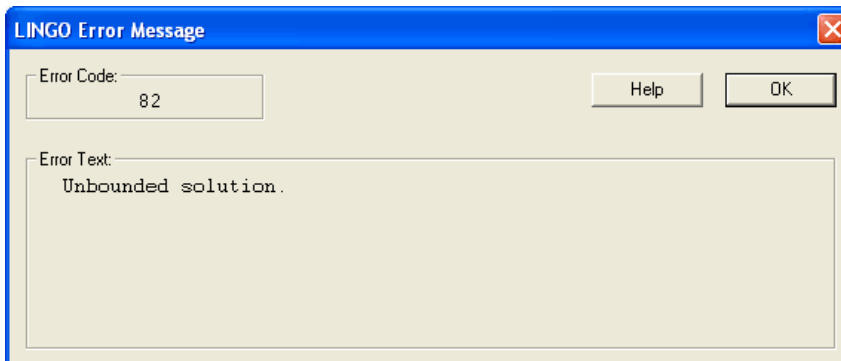 LINGO Error Message
Error Code:
82
Help
OK
Error Text:
Unbounded solution.